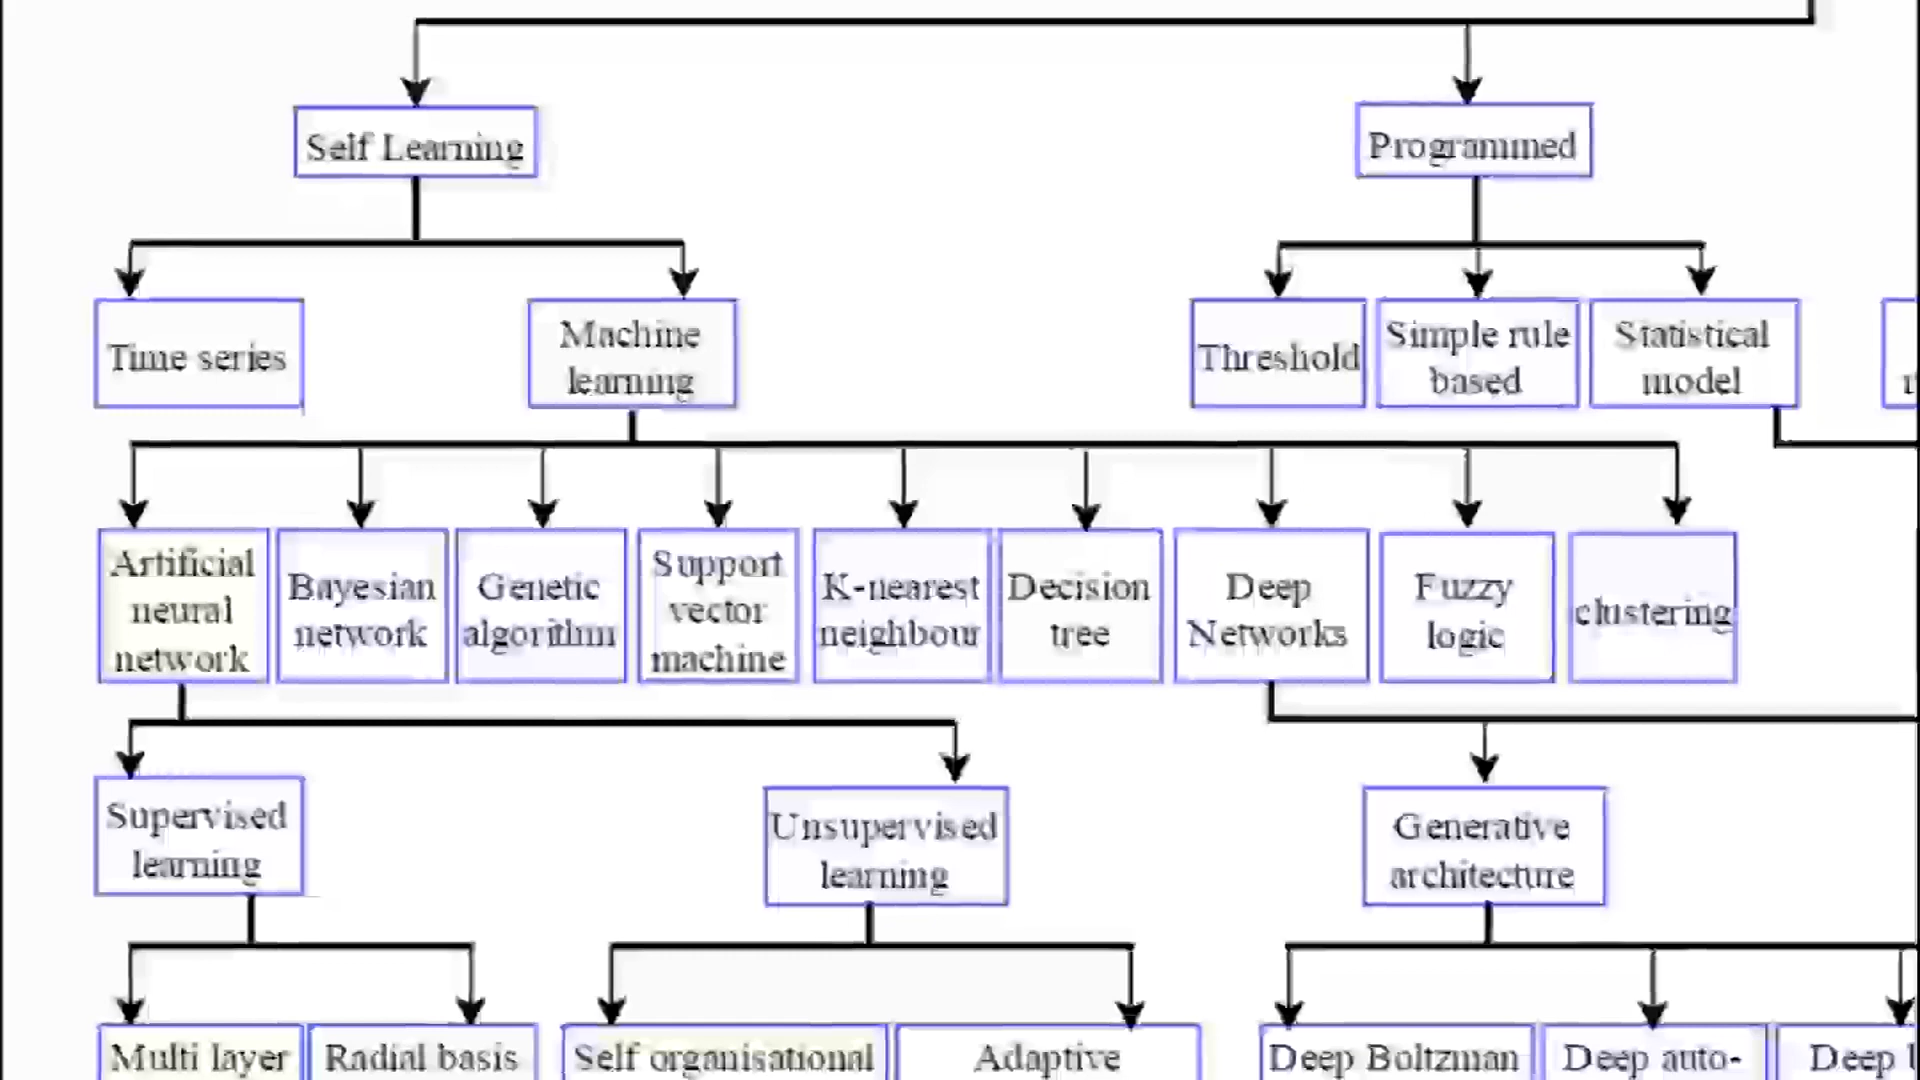 Self Learning
Programmed
Time series
Machine
learning
Threshold
Simple rule
based
Statistical
model
Artificial
neural
network
Bayesian
network
Genetic
algorithm
Support
vector
machine
K-nearest
neighbour
Decision
tree
Deep
Networks
Fuzzy
logic
clustering
Supervised
learning
Unsupervised
learning
Generative
architecture
Multi layer
Radial basis
Self organisational
Adaptive
Deep Boltzman
Deep auto-
Deep